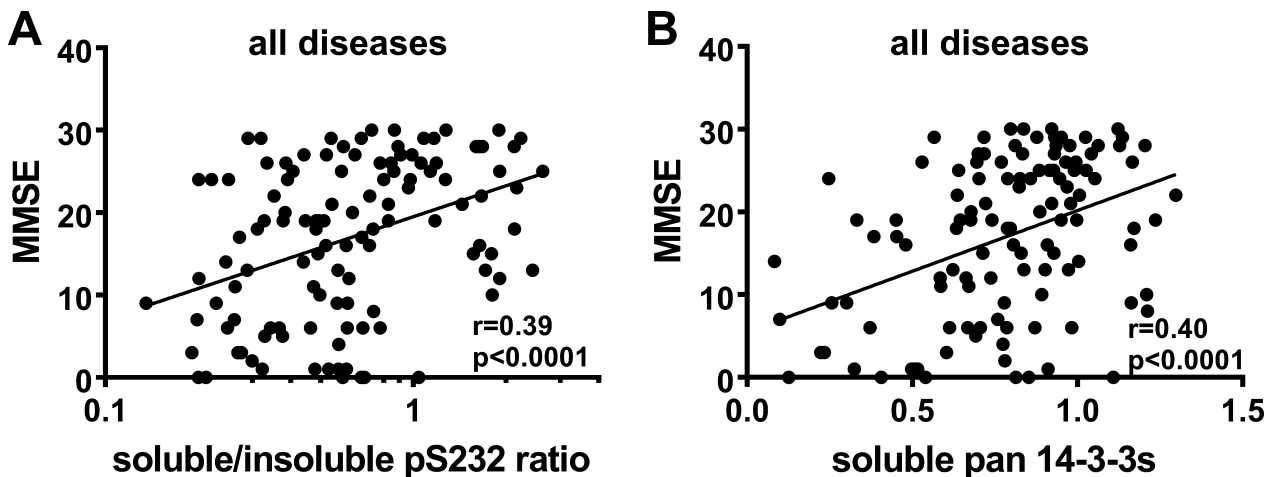 A
all diseases
40
30
20
10
0
MMSE
r=0.39
p<0.0001
0.1
1
soluble/insoluble pS232 ratio
B
all diseases
40
30
20
10
0
MMSE
r=0.40
p<0.0001
0.0
0.5
1.0
1.5
soluble pan 14-3-3s